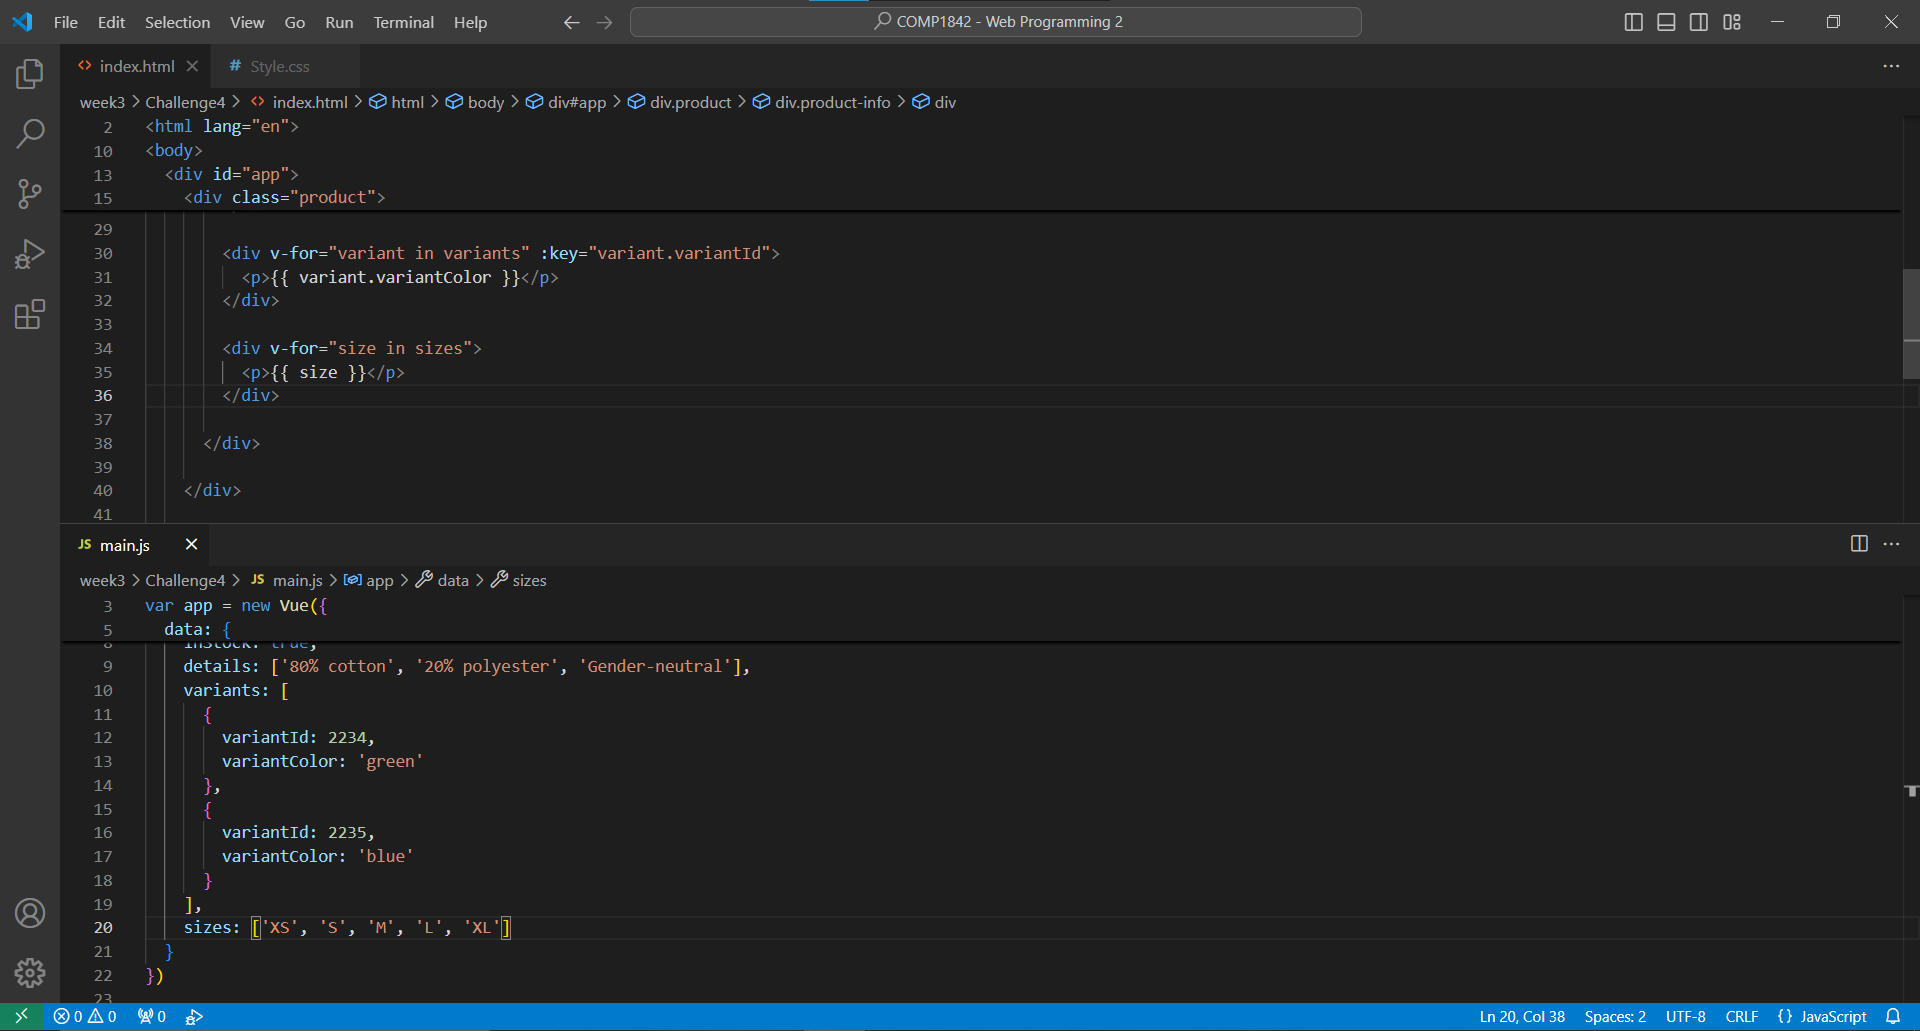 File Edit Selection View Go Run Terminal Help COMP1842 - Web Programming 2
index.html Style.css
week3 > Challenge4 > index.html > html > body > div#app > div.product > div.product-info > div
2 <html lang="en">
10 <body>
13 <div id="app">
15 <div class="product">
29
30 <div v-for="variant in variants" :key="variant.variantId">
31 <p>{{ variant.variantColor }}</p>
32 </div>
33
34 <div v-for="size in sizes">
35 <p>{{ size }}</p>
36 </div>
37
38 </div>
39
40 </div>
41
JS main.js
week3 > Challenge4 > JS main.js > app > data > sizes
3 var app = new Vue({
5 data: {
8 inStock: true,
9 details: ['80% cotton', '20% polyester', 'Gender-neutral'],
10 variants: [
11 {
12 variantId: 2234,
13 variantColor: 'green'
14 },
15 {
16 variantId: 2235,
17 variantColor: 'blue'
18 }
19 ],
20 sizes: ['XS', 'S', 'M', 'L', 'XL']
21 }
22 })
23
0 0 0 Ln 20, Col 38 Spaces: 2 UTF-8 CRLF {} JavaScript